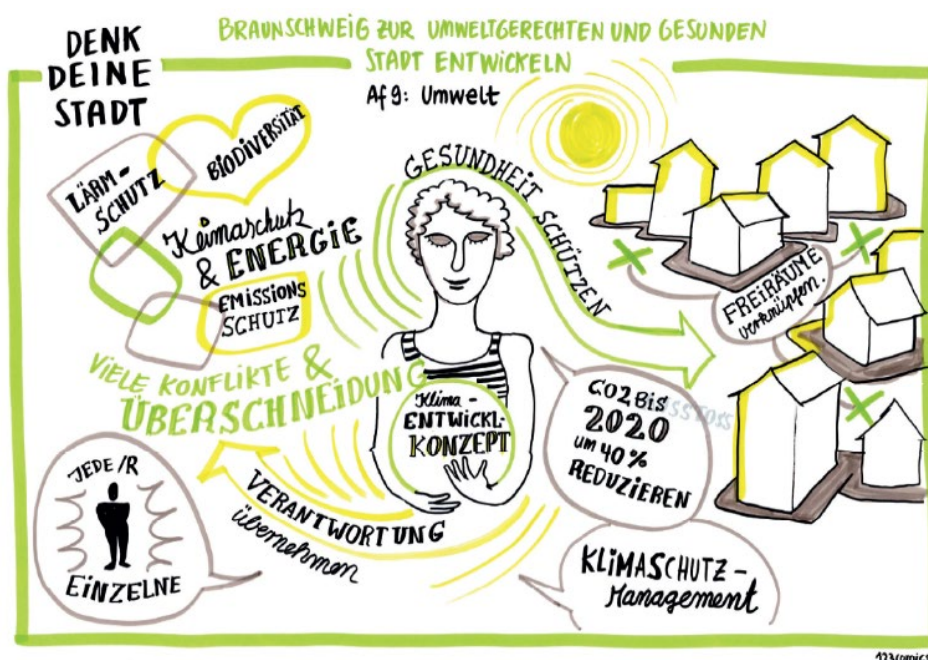 DENK
DEINE
STADT
BRAUNSCHWEIG ZUR UMWELTGERECHTEN UND GESUNDEN
STADT ENTWICKELN
Af 9: Umwelt
LÄRM-
SCHUTZ
BIODIVERSITÄT
Klimaschutz
& ENERGIE
EMISSIONS
SCHUTZ
VIELE KONFLIKTE &
ÜBERSCHNEIDUNG
GESUNDHEIT SCHÜTZEN
FREIRÄUME
verknüpfen.
Klima-
ENTWICKL.
KONZEPT
CO2 BIS
2020
um 40%
REDUZIEREN
JEDE/R
EINZELNE
VERANTWORTUNG
übernehmen
KLIMASCHUTZ-
Management
123comics